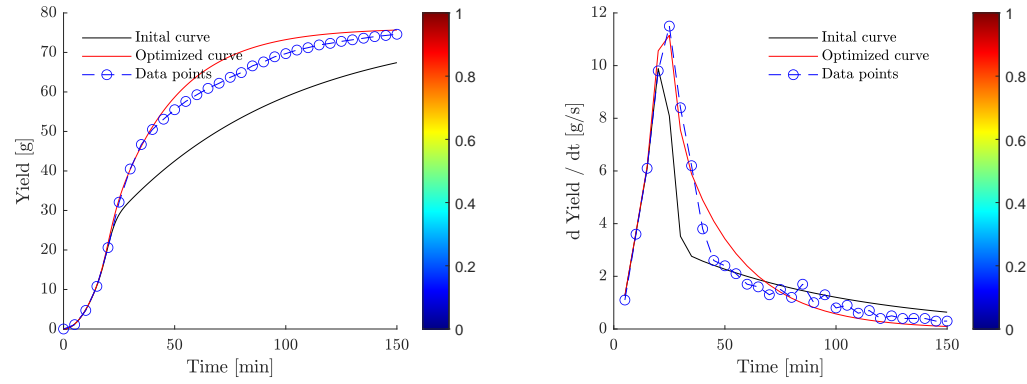 Inital curve
Optimized curve
Data points
Yield [g]
80
70
60
50
40
30
20
10
0
0 50 100 150
Time [min]
1
0.8
0.6
0.4
0.2
0
Inital curve
Optimized curve
Data points
d Yield / dt [g/s]
12
10
8
6
4
2
0
0 50 100 150
Time [min]
1
0.8
0.6
0.4
0.2
0